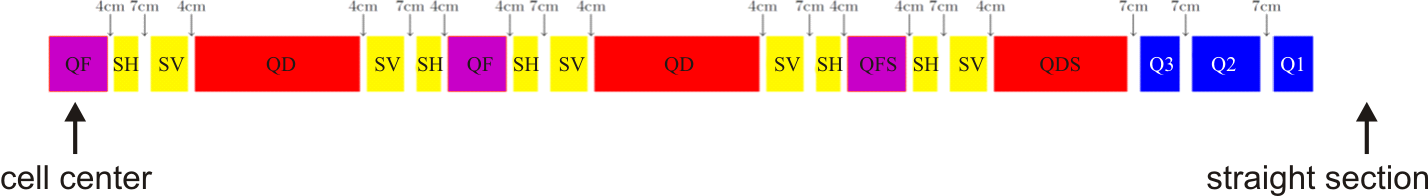 4cm 7cm 4cm 4cm 7cm 4cm 4cm 7cm 4cm 4cm 7cm 4cm 4cm 7cm 4cm 7cm 7cm 7cm
QF SH SV QD SV SH QF SH SV QD SV SH QFS SH SV QDS Q3 Q2 Q1
cell center straight section